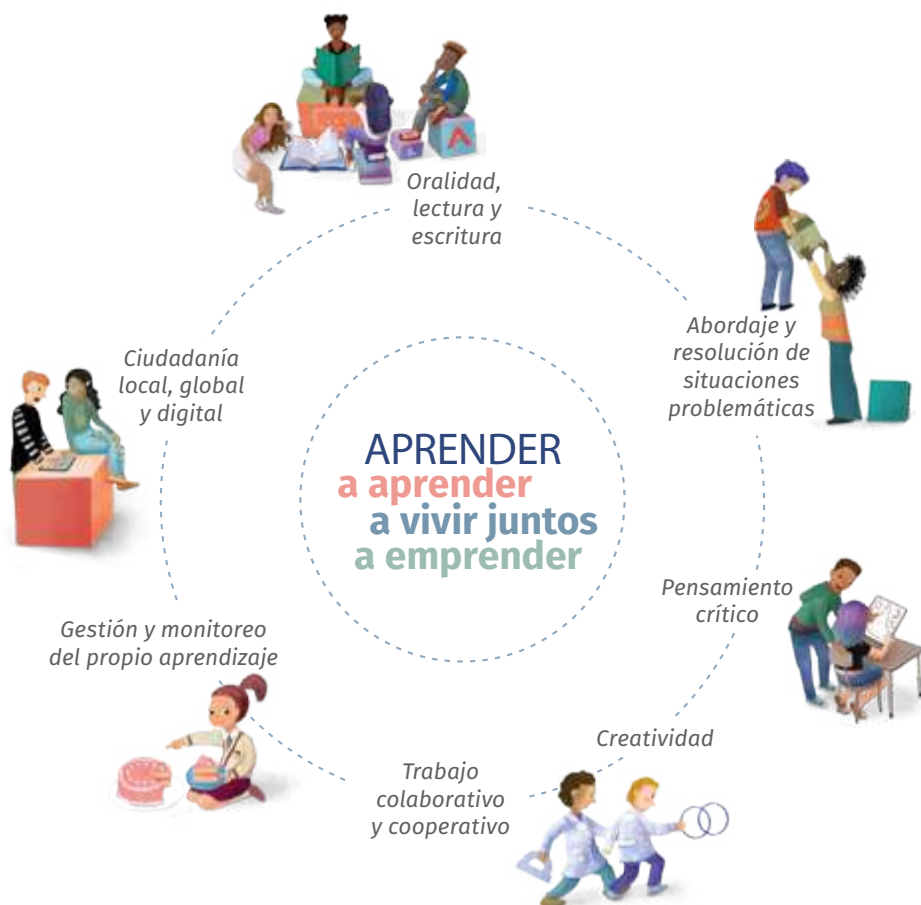 Oralidad,
lectura y
escritura
Abordaje y
resolución de
situaciones
problemáticas
Ciudadanía
local, global
y digital
APRENDER
a aprender
a vivir juntos
a emprender
Pensamiento
crítico
Gestión y monitoreo
del propio aprendizaje
Creatividad
Trabajo
colaborativo
y cooperativo
A